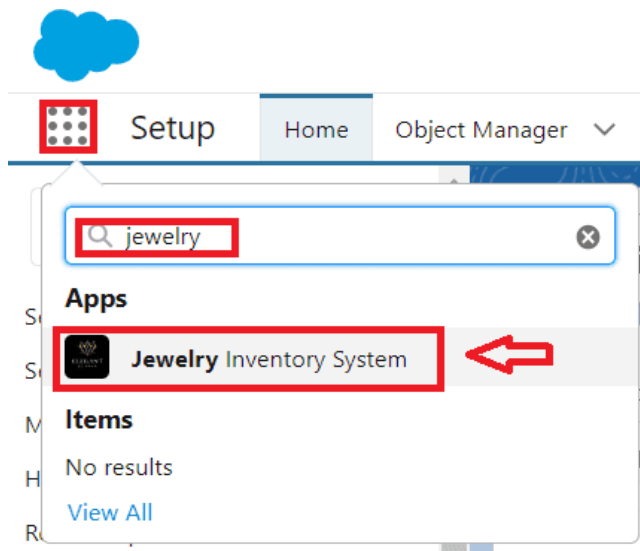 Setup
Home
Object Manager
jewelry
Apps
Jewelry Inventory System
Items
No results
View All